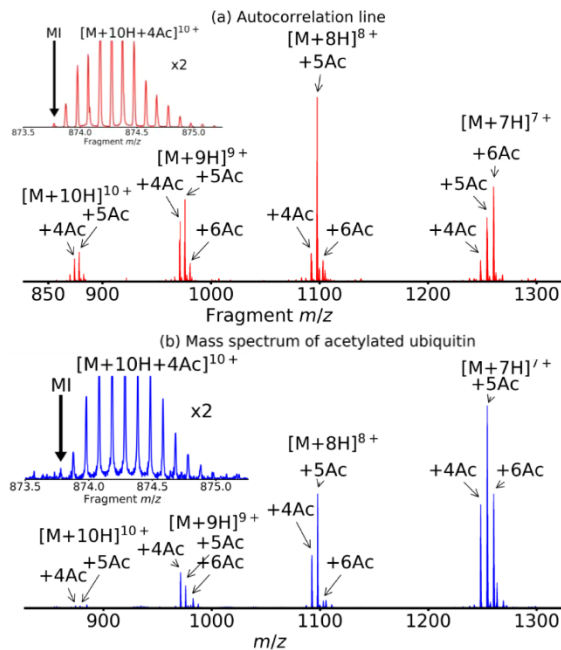 (a) Autocorrelation line
MI
[M+10H+4Ac]¹⁰⁺
x2
873.5 874.0 874.5 875.0
Fragment m/z
[M+8H]⁸⁺
+5Ac
[M+7H]⁷⁺
+6Ac
+5Ac
+4Ac
[M+9H]⁹⁺
+5Ac
+4Ac
+6Ac
[M+10H]¹⁰⁺
+5Ac
+4Ac
+4Ac
+6Ac
850 900 1000 1100 1200 1300
Fragment m/z
(b) Mass spectrum of acetylated ubiquitin
[M+10H+4Ac]¹⁰⁺
MI
x2
873.5 874.0 874.5 875.0
Fragment m/z
[M+7H]⁷⁺
+5Ac
+4Ac
+6Ac
[M+8H]⁸⁺
+5Ac
+4Ac
+6Ac
[M+9H]⁹⁺
+5Ac
+4Ac
+6Ac
[M+10H]¹⁰⁺
+5Ac
+4Ac
900 1000 1100 1200 1300
m/z